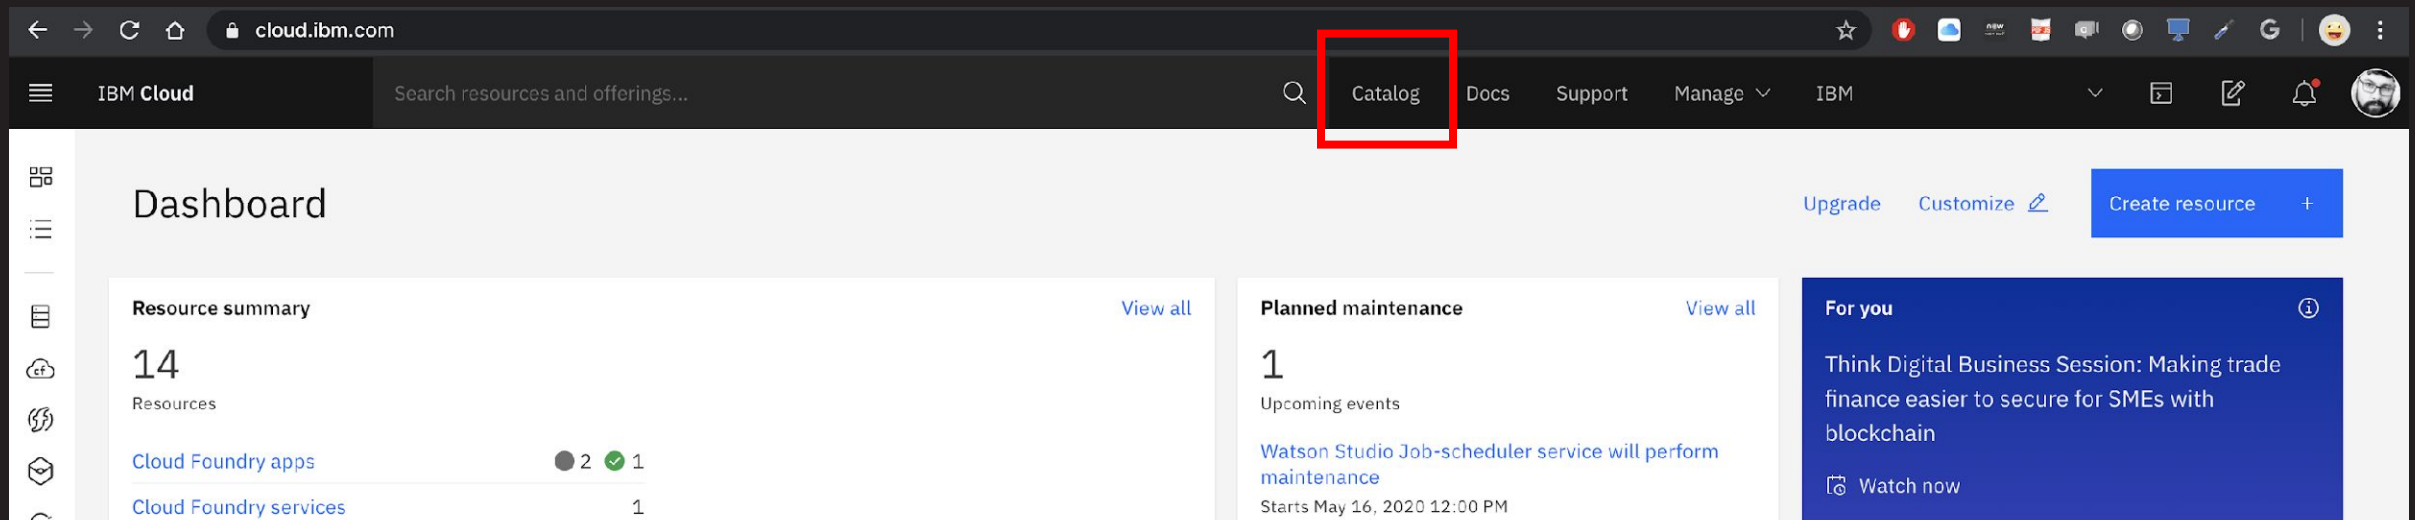 cloud.ibm.com
IBM Cloud
Search resources and offerings...
Catalog
Docs
Support
Manage
IBM
Dashboard
Upgrade
Customize
Create resource +
Resource summary
View all
14
Resources
Cloud Foundry apps
2
1
Cloud Foundry services
1
Planned maintenance
View all
1
Upcoming events
Watson Studio Job-scheduler service will perform
maintenance
Starts May 16, 2020 12:00 PM
For you
Think Digital Business Session: Making trade
finance easier to secure for SMEs with
blockchain
Watch now